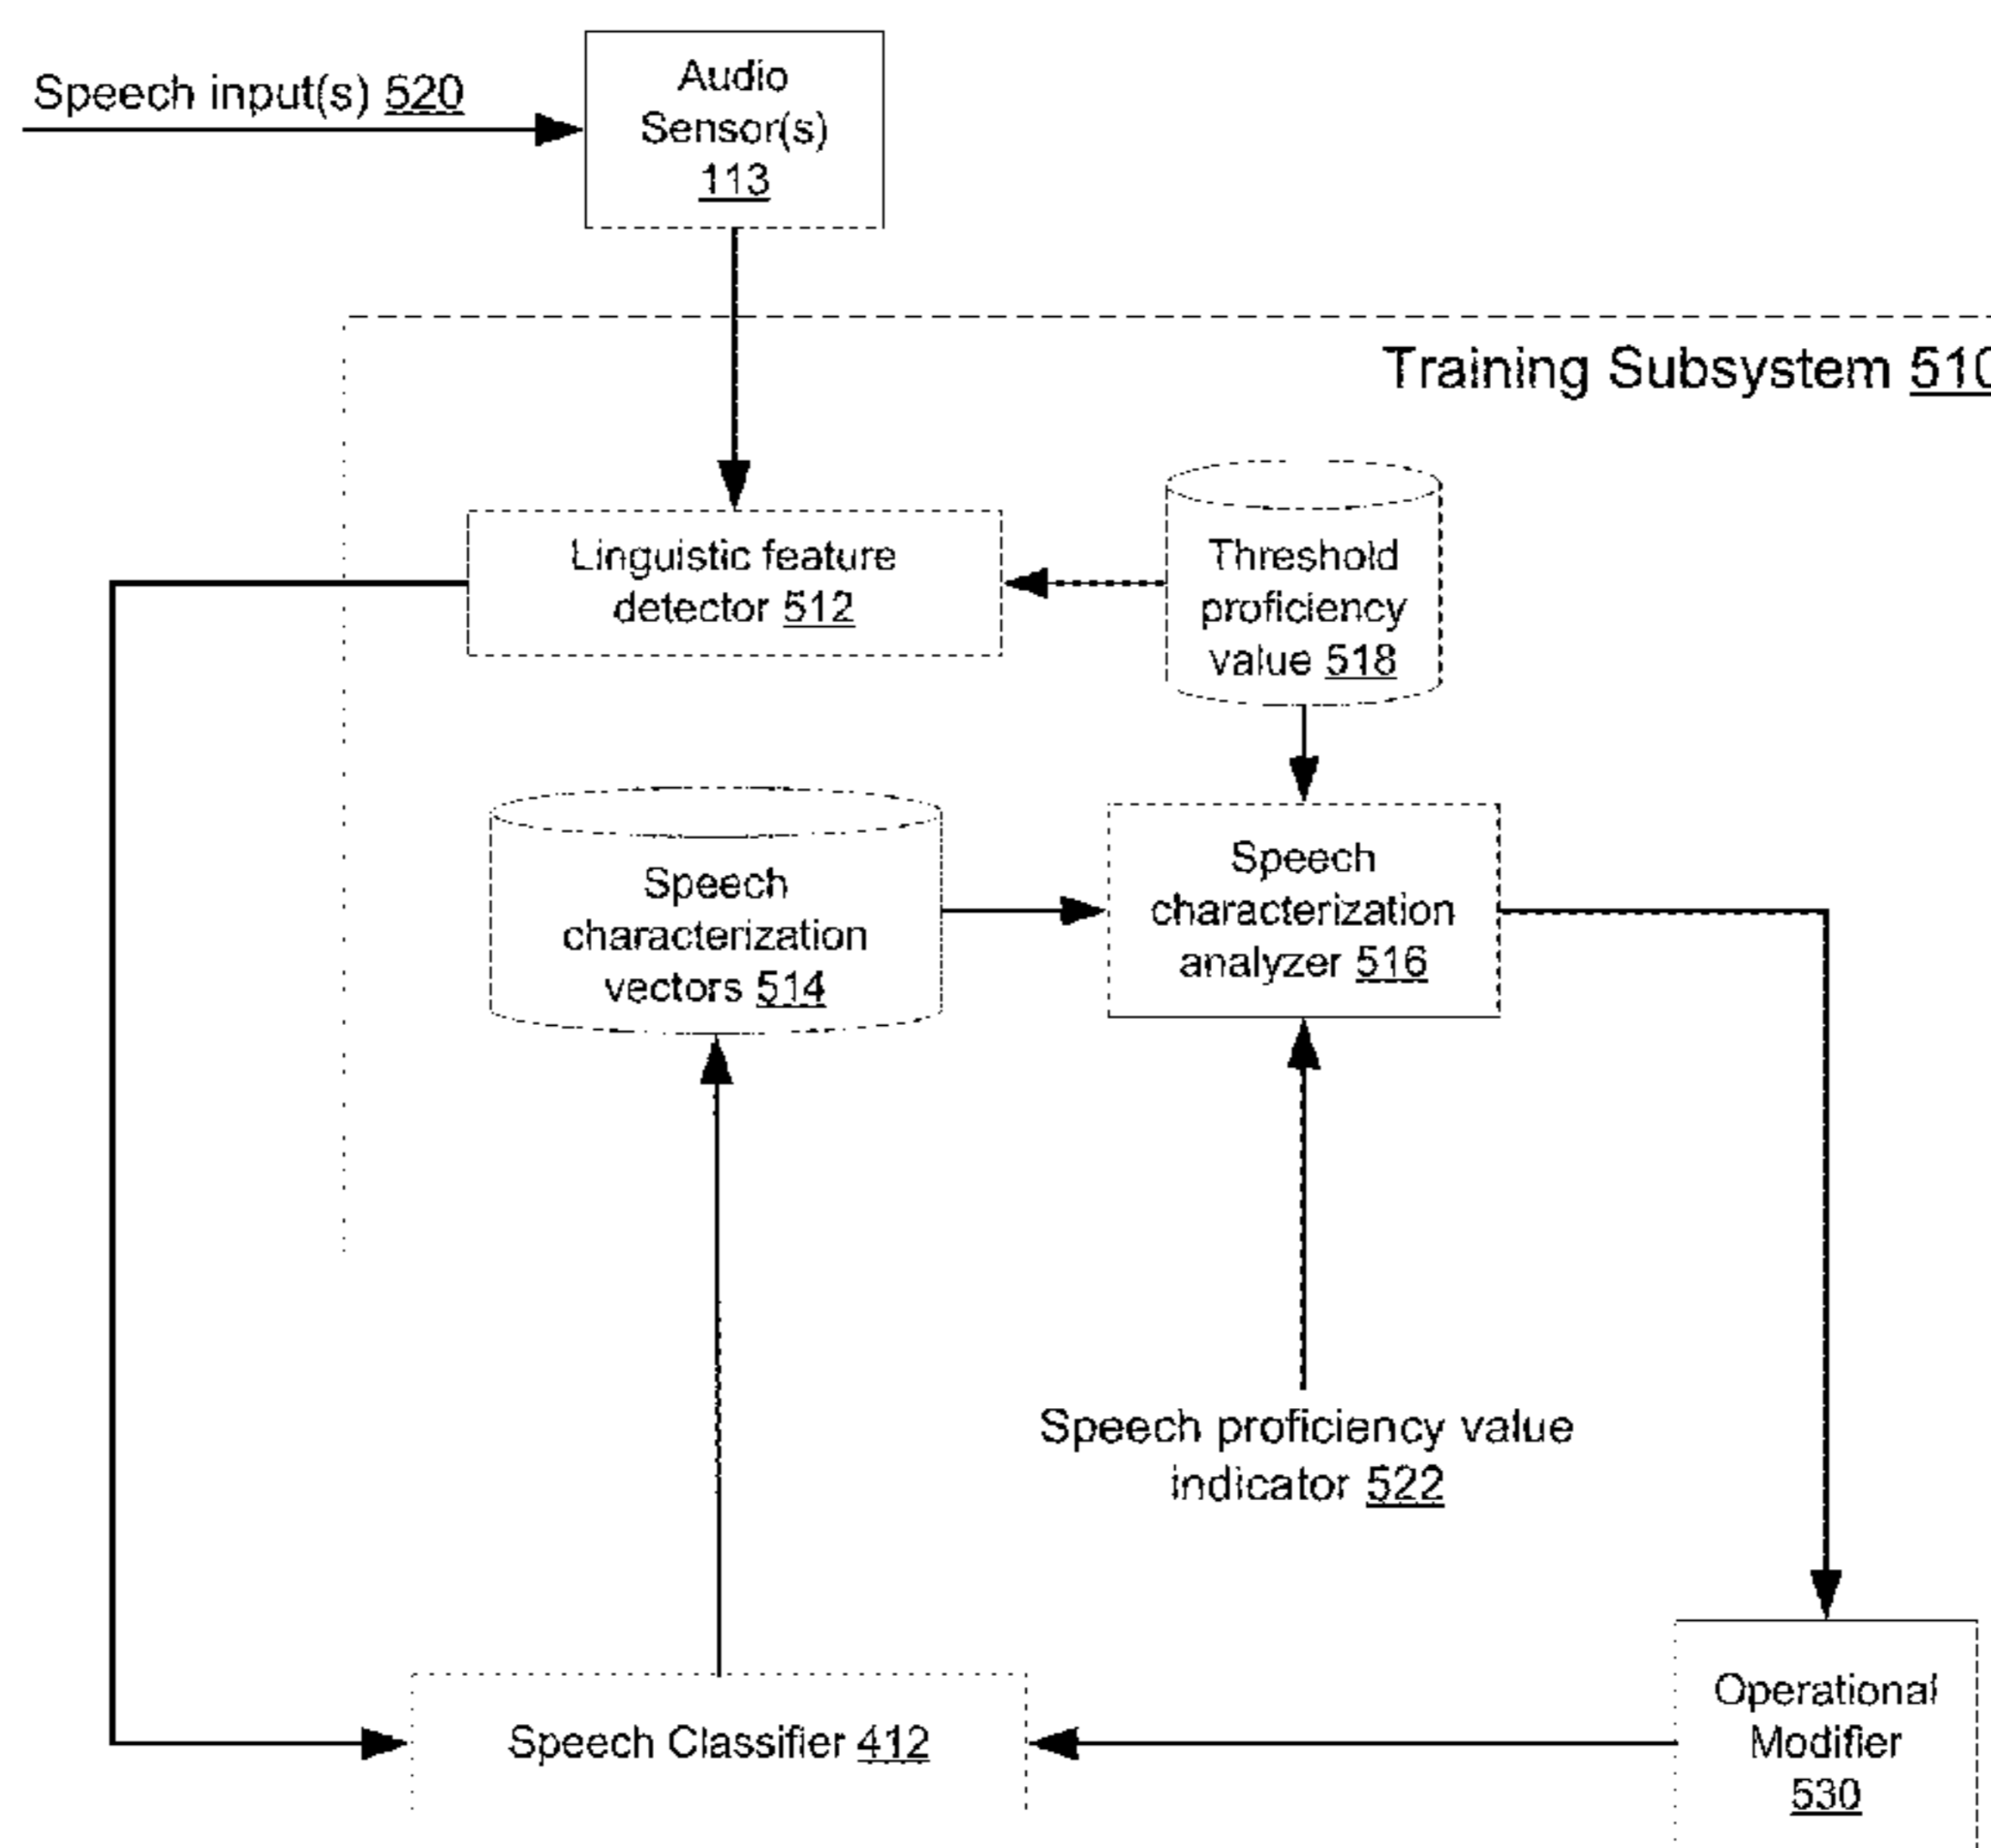 Speech input(s) 520
Audio
Sensor(s)
113
Training Subsystem 510
Linguistic feature
detector 512
Threshold
proficiency
value 518
Speech
characterization
vectors 514
Speech
characterization
analyzer 516
Speech proficiency value
indicator 522
Speech Classifier 412
Operational
Modifier
530